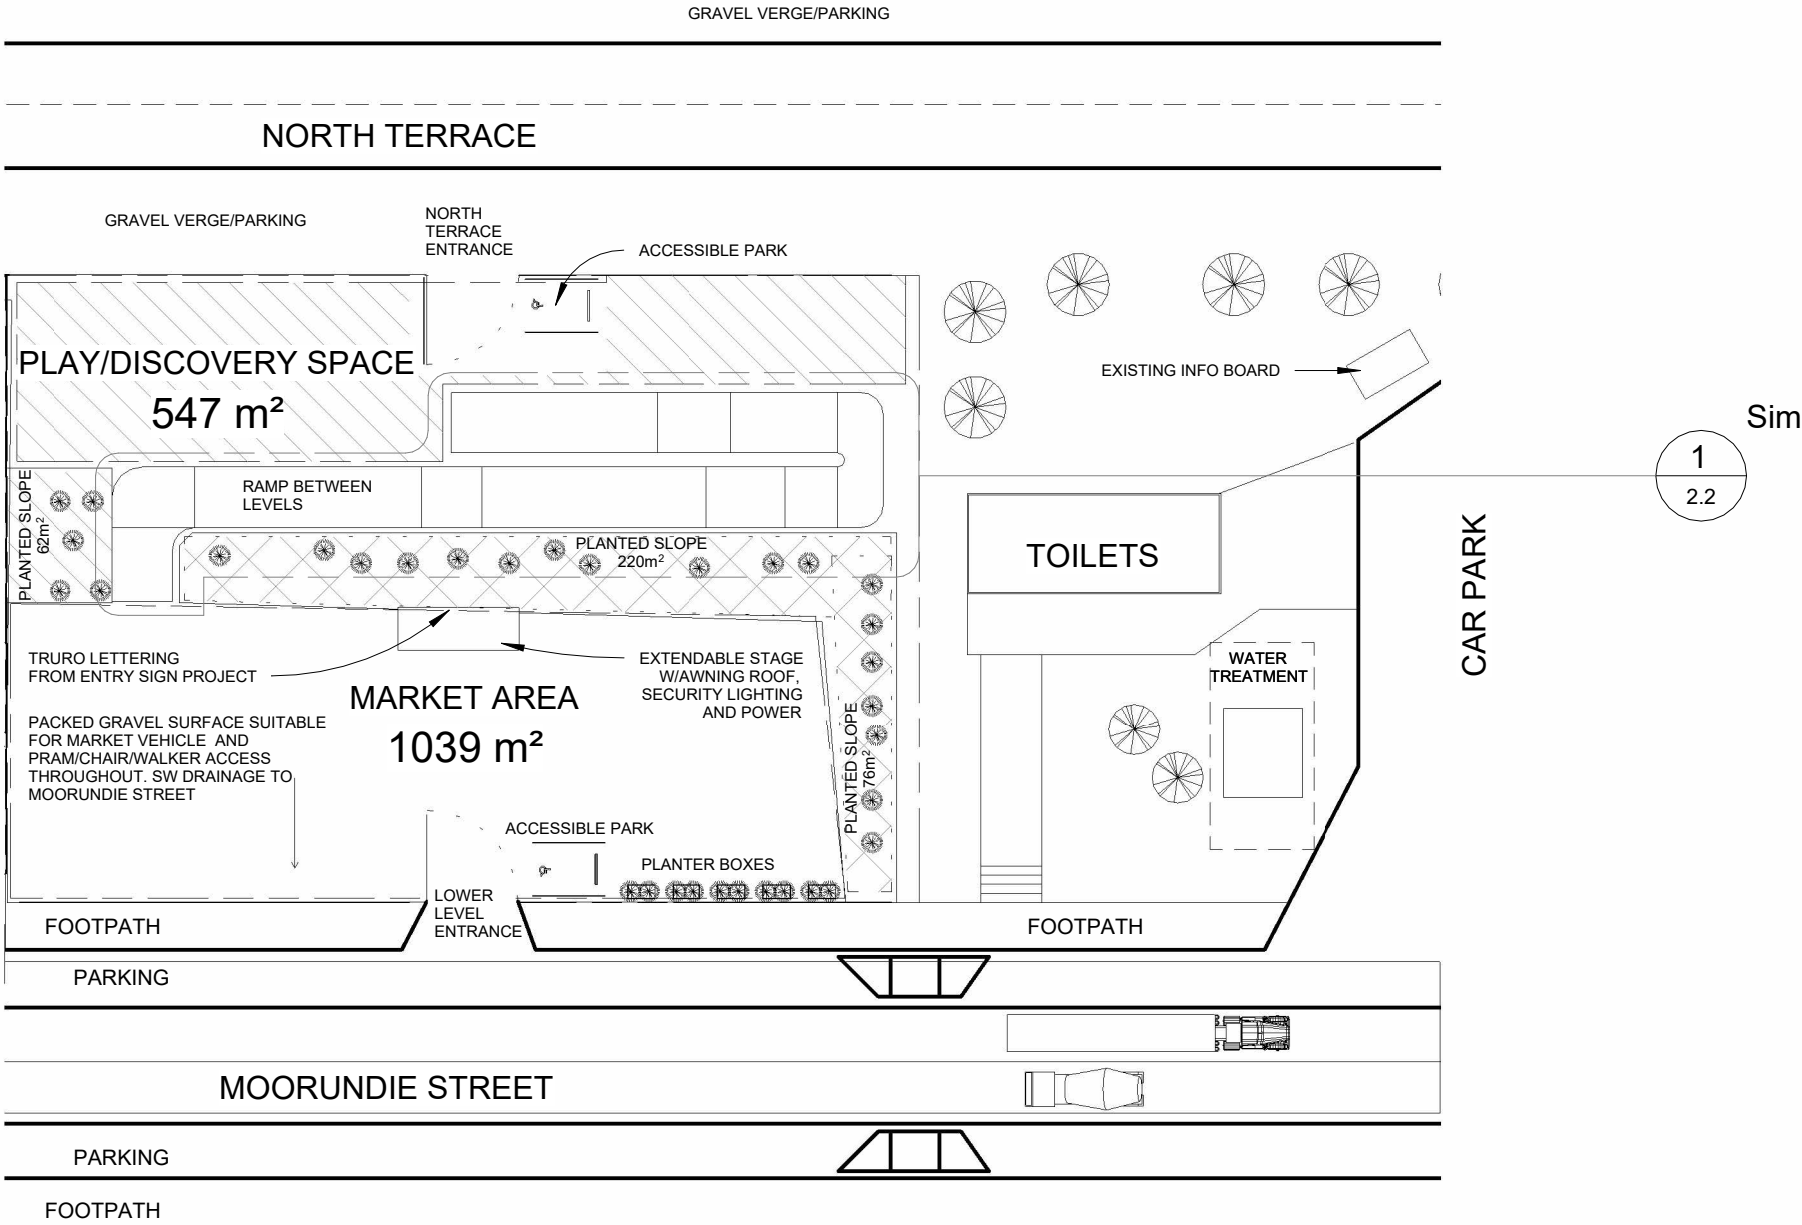 GRAVEL VERGE/PARKING
NORTH TERRACE
GRAVEL VERGE/PARKING
NORTH
TERRACE
ENTRANCE
ACCESSIBLE PARK
PLAY/DISCOVERY SPACE
547 m²
EXISTING INFO BOARD
Sim
1
2.2
PLANTED SLOPE
62m²
RAMP BETWEEN
LEVELS
PLANTED SLOPE
220m²
TOILETS
CAR PARK
TRURO LETTERING
FROM ENTRY SIGN PROJECT
PACKED GRAVEL SURFACE SUITABLE
FOR MARKET VEHICLE AND
PRAM/CHAIR/WALKER ACCESS
THROUGHOUT. SW DRAINAGE TO
MOORUNDIE STREET
MARKET AREA
1039 m²
EXTENDABLE STAGE
W/AWNING ROOF,
SECURITY LIGHTING
AND POWER
PLANTED SLOPE
76m²
WATER
TREATMENT
ACCESSIBLE PARK
PLANTER BOXES
LOWER
LEVEL
ENTRANCE
FOOTPATH
FOOTPATH
PARKING
MOORUNDIE STREET
PARKING
FOOTPATH